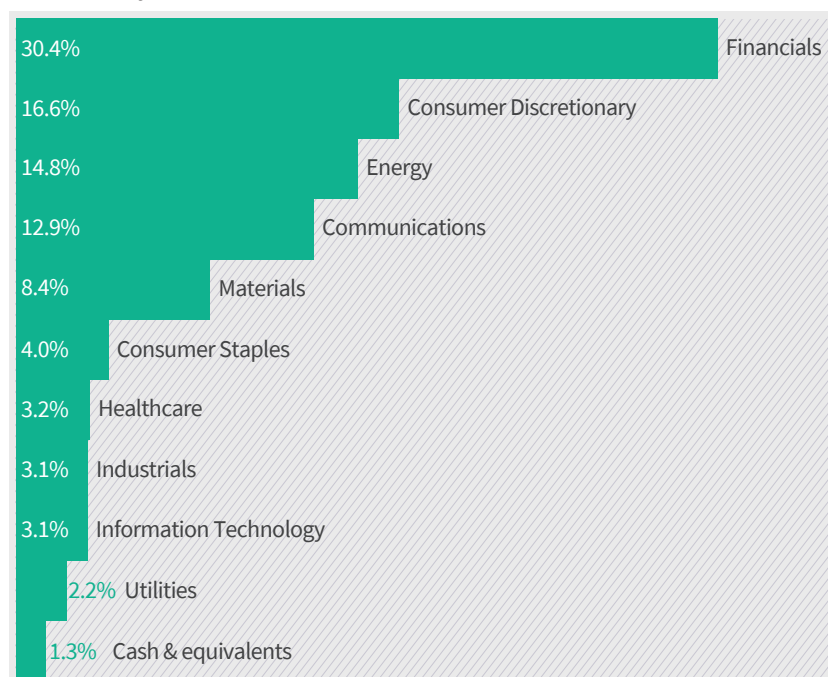 30.4% Financials
16.6% Consumer Discretionary
14.8% Energy
12.9% Communications
8.4% Materials
4.0% Consumer Staples
3.2% Healthcare
3.1% Industrials
3.1% Information Technology
2.2% Utilities
1.3% Cash & equivalents